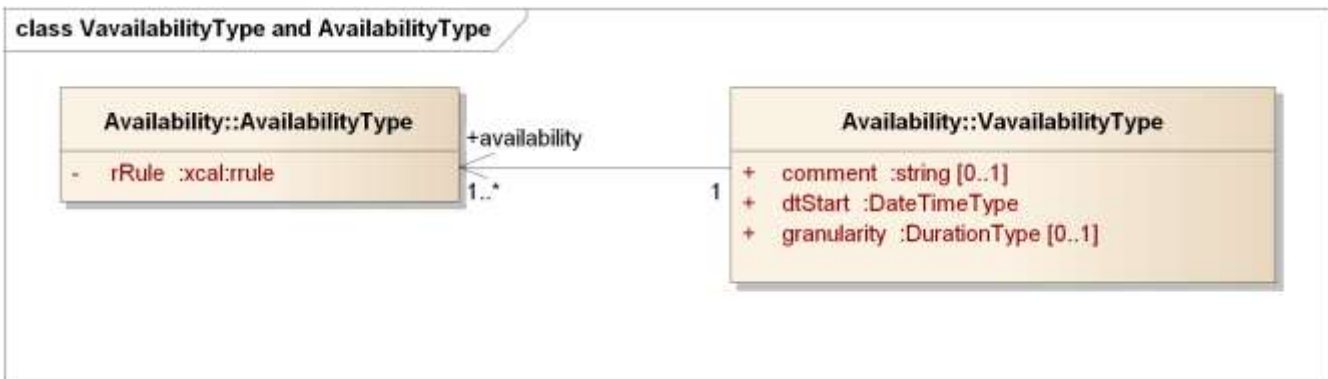 class VavailabilityType and AvailabilityType
Availability::AvailabilityType
- rRule :xcal:rrule
+availability
1..*
1
Availability::VavailabilityType
+ comment :string [0..1]
+ dtStart :DateTimeType
+ granularity :DurationType [0..1]